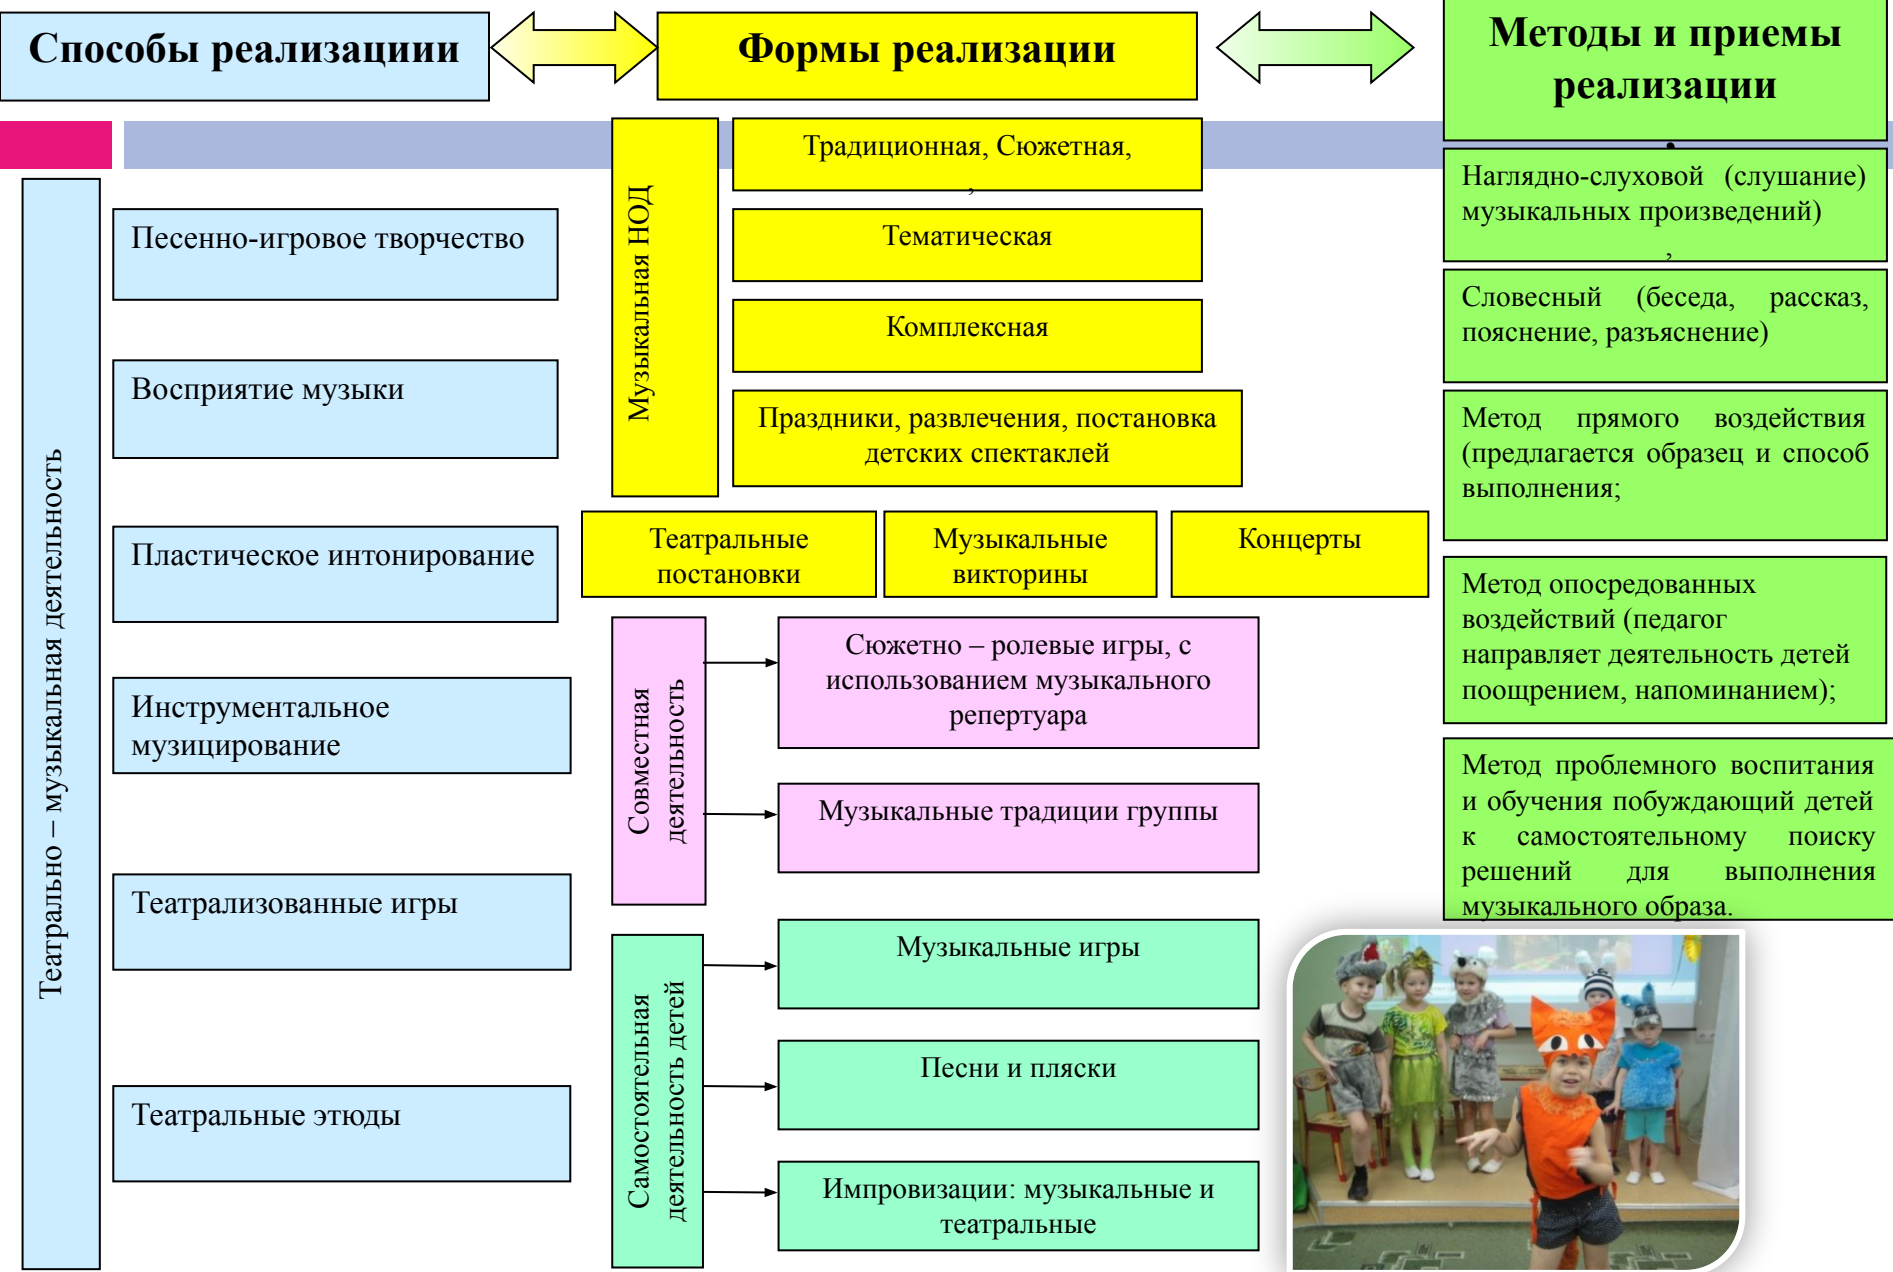 Способы реализациии
Формы реализации
Методы и приемы
реализации
.
Театрально – музыкальная деятельность
Песенно-игровое творчество
Восприятие музыки
Пластическое интонирование
Инструментальное
музицирование
Театрализованные игры
Театральные этюды
Музыкальная НОД
Традиционная, Сюжетная,
,
Тематическая
Комплексная
Праздники, развлечения, постановка
детских спектаклей
Театральные
постановки
Музыкальные
викторины
Концерты
Совместная
деятельность
Сюжетно – ролевые игры, с
использованием музыкального
репертуара
Музыкальные традиции группы
Самостоятельная
деятельность детей
Музыкальные игры
Песни и пляски
Импровизации: музыкальные и
театральные
Наглядно-слуховой (слушание)
музыкальных произведений)
,
Словесный (беседа, рассказ,
пояснение, разъяснение)
Метод прямого воздействия
(предлагается образец и способ
выполнения;
Метод опосредованных
воздействий (педагог
направляет деятельность детей
поощрением, напоминанием);
Метод проблемного воспитания
и обучения побуждающий детей
к самостоятельному поиску
решений для выполнения
музыкального образа.